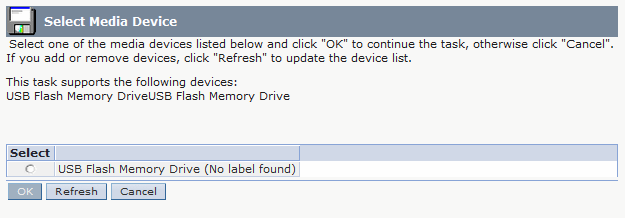 Select Media Device
Select one of the media devices listed below and click "OK" to continue the task, otherwise click "Cancel".
If you add or remove devices, click "Refresh" to update the device list.
This task supports the following devices:
USB Flash Memory DriveUSB Flash Memory Drive
Select
USB Flash Memory Drive (No label found)
OK Refresh Cancel